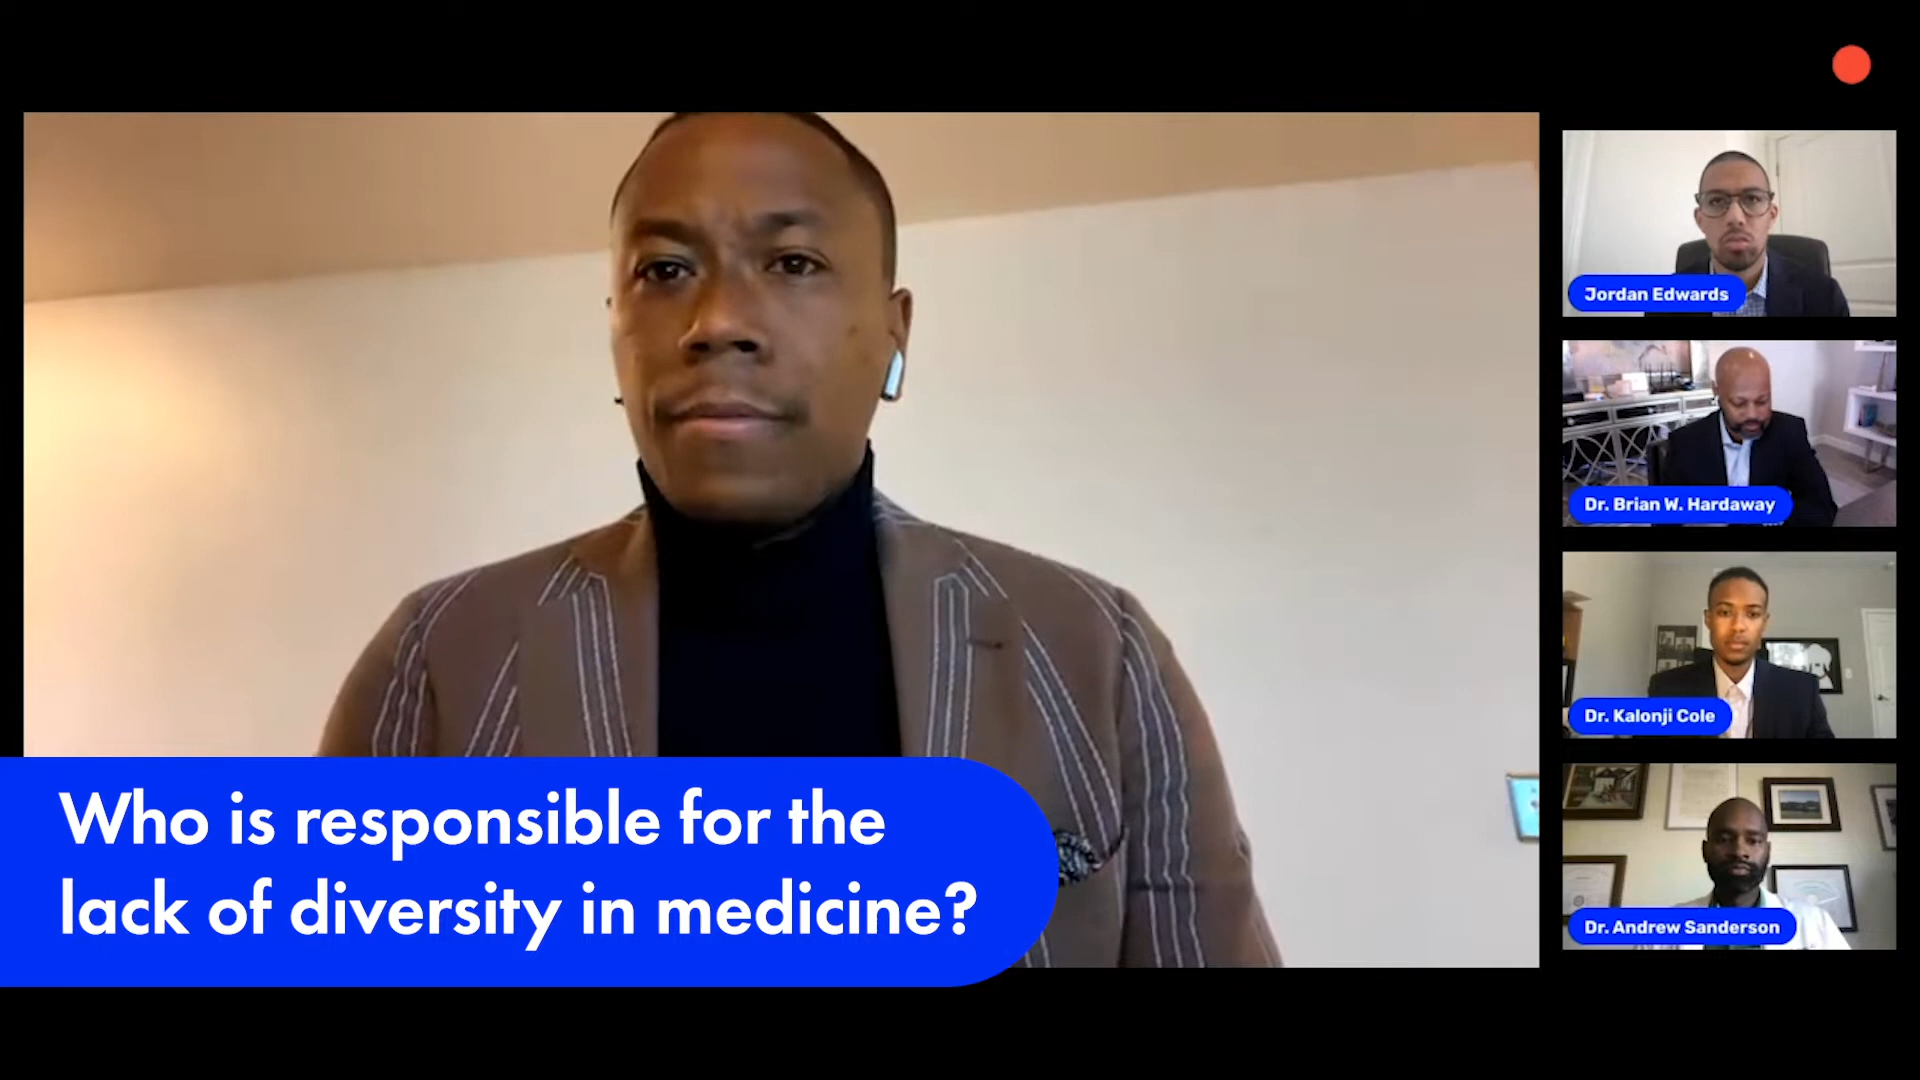 Who is responsible for the
lack of diversity in medicine?
Jordan Edwards
Dr. Brian W. Hardaway
Dr. Kalonji Cole
Dr. Andrew Sanderson